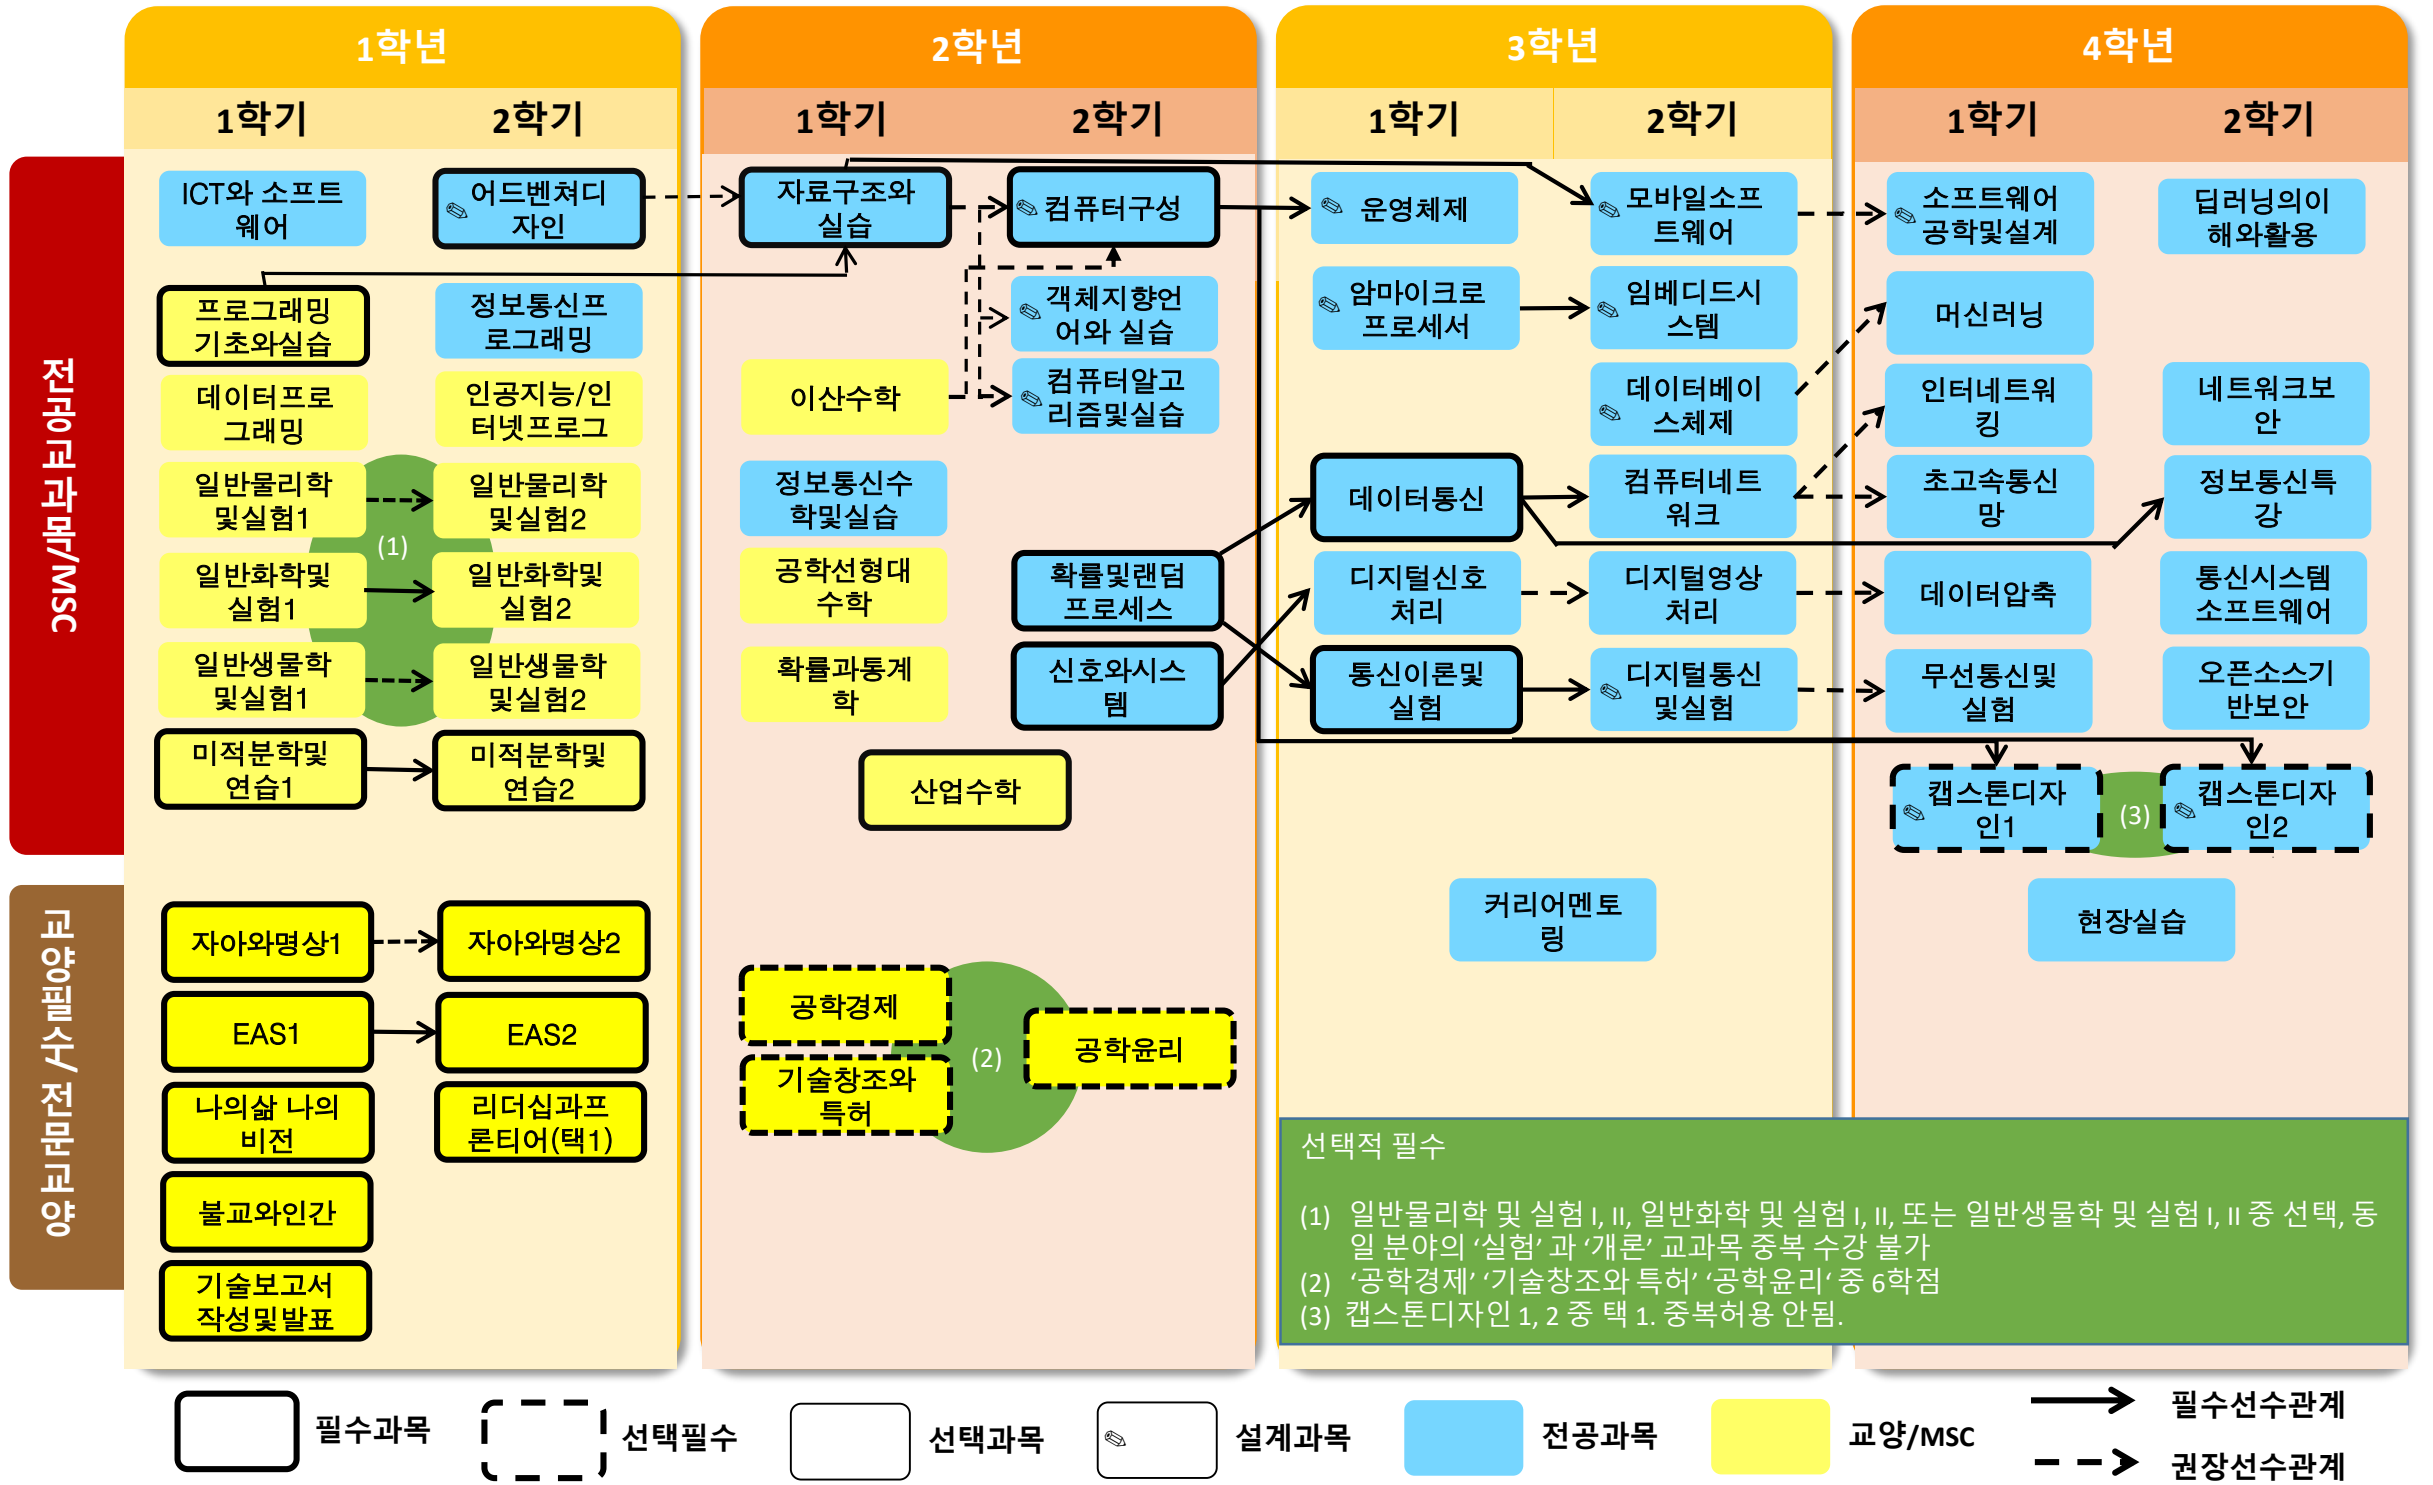 1학년
2학년
3학년
4학년
1학기
2학기
1학기
2학기
1학기
2학기
1학기
2학기
전공교과목/MSC
교양필수/전문교양
ICT와 소프트
웨어
프로그래밍
기초와실습
데이터프로
그래밍
일반물리학
및실험1
일반화학및
실험1
일반생물학
및실험1
미적분학및
연습1
(1)
어드벤쳐디
자인
정보통신프
로그래밍
인공지능/인
터넷프로그
일반물리학
및실험2
일반화학및
실험2
일반생물학
및실험2
미적분학및
연습2
자료구조와
실습
이산수학
정보통신수
학및실습
공학선형대
수학
확률과통계
학
컴퓨터구성
객체지향언
어와 실습
컴퓨터알고
리즘및실습
확률및랜덤
프로세스
신호와시스
템
산업수학
운영체제
암마이크로
프로세서
데이터통신
디지털신호
처리
통신이론및
실험
모바일소프
트웨어
임베디드시
스템
데이터베이
스체제
컴퓨터네트
워크
디지털영상
처리
디지털통신
및실험
소프트웨어
공학및설계
머신러닝
인터네트워
킹
초고속통신
망
데이터압축
무선통신및
실험
캡스톤디자
인1
(3)
딥러닝의이
해와활용
네트워크보
안
정보통신특
강
통신시스템
소프트웨어
오픈소스기
반보안
캡스톤디자
인2
자아와명상1
EAS1
나의삶 나의
비전
불교와인간
기술보고서
작성및발표
자아와명상2
EAS2
리더십과프
론티어(택1)
공학경제
기술창조와
특허
(2)
공학윤리
커리어멘토
링
현장실습
선택적 필수
(1) 일반물리학 및 실험 I, II, 일반화학 및 실험 I, II, 또는 일반생물학 및 실험 I, II 중 선택, 동
일 분야의 ‘실험’ 과 ‘개론’ 교과목 중복 수강 불가
(2) ‘공학경제’ ‘기술창조와 특허’ ‘공학윤리‘ 중 6학점
(3) 캡스톤디자인 1, 2 중 택 1. 중복허용 안됨.
필수과목
선택필수
선택과목
설계과목
전공과목
교양/MSC
필수선수관계
권장선수관계